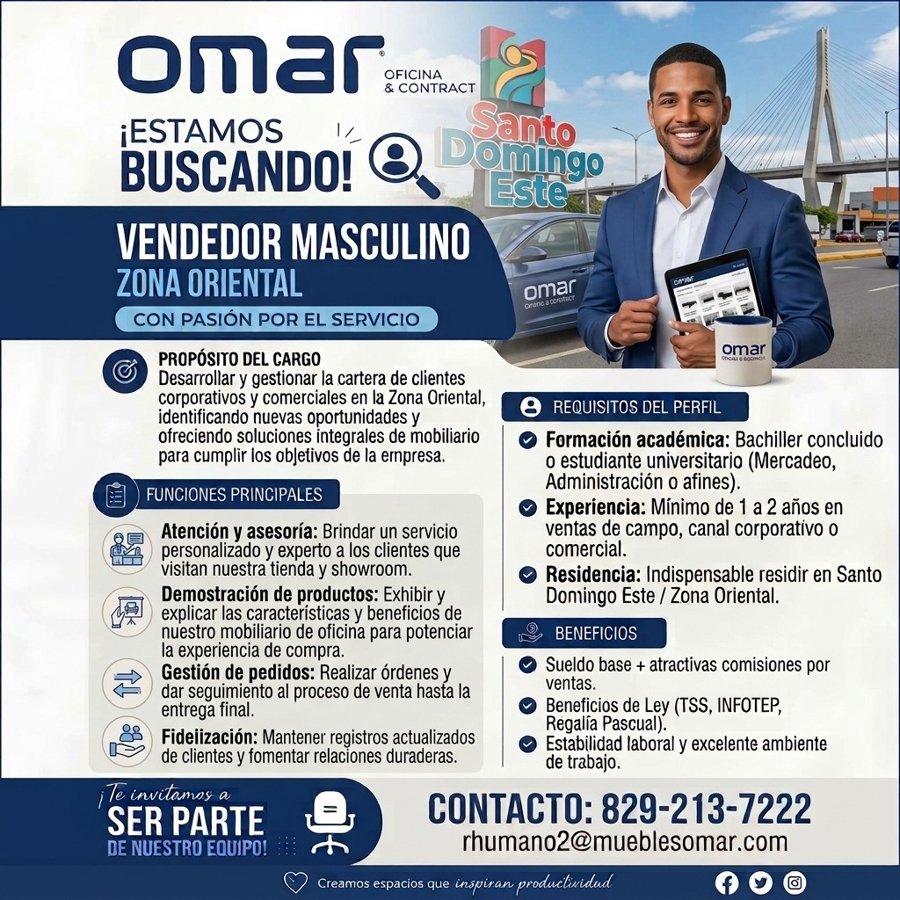 omar®
OFICINA
& CONTRACT
¡ESTAMOS
BUSCANDO!
Santo
Domingo
Este
VENDEDOR MASCULINO
ZONA ORIENTAL
CON PASIÓN POR EL SERVICIO
omar
omar
PROPÓSITO DEL CARGO
Desarrollar y gestionar la cartera de clientes
corporativos y comerciales en la Zona Oriental,
identificando nuevas oportunidades y
ofreciendo soluciones integrales de mobiliario
para cumplir los objetivos de la empresa.
FUNCIONES PRINCIPALES
Atención y asesoría: Brindar un servicio
personalizado y experto a los clientes que
visitan nuestra tienda y showroom.
Demostración de productos: Exhibir y
explicar las características y beneficios de
nuestro mobiliario de oficina para potenciar
la experiencia de compra.
Gestión de pedidos: Realizar órdenes y
dar seguimiento al proceso de venta hasta la
entrega final.
Fidelización: Mantener registros actualizados
de clientes y fomentar relaciones duraderas.
REQUISITOS DEL PERFIL
Formación académica: Bachiller concluido
o estudiante universitario (Mercadeo,
Administración o afines).
Experiencia: Mínimo de 1 a 2 años en
ventas de campo, canal corporativo o
comercial.
Residencia: Indispensable residir en Santo
Domingo Este / Zona Oriental.
BENEFICIOS
Sueldo base + atractivas comisiones por
ventas.
Beneficios de Ley (TSS, INFOTEP,
Regalía Pascual).
Estabilidad laboral y excelente ambiente
de trabajo.
¡Te invitamos a
SER PARTE
DE NUESTRO EQUIPO!
CONTACTO: 829-213-7222
rhumano2@mueblesomar.com
Creamos espacios que inspiran productividad